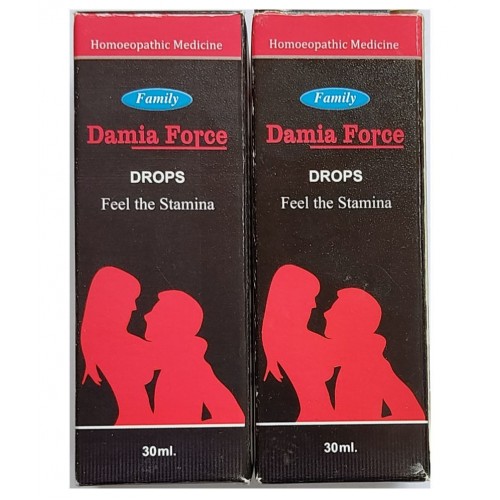 Homoeopathic Medicine
Family
Damia Force
DROPS
Feel the Stamina
30ml.
Homoeopathic Medicine
Family
Damia Force
DROPS
Feel the Stamina
30ml.